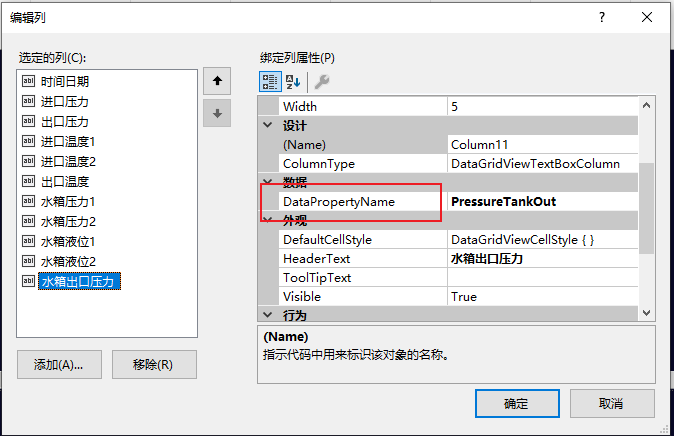 编辑列
?
选定的列(C):
时间日期
进口压力
出口压力
进口温度1
进口温度2
出口温度
水箱压力1
水箱压力2
水箱液位1
水箱液位2
水箱出口压力
添加(A)...
移除(R)
绑定列属性(P)
Width 5
设计
(Name) Column11
ColumnType DataGridViewTextBoxColumn
数据
DataPropertyName PressureTankOut
外观
DefaultCellStyle DataGridViewCellStyle { }
HeaderText 水箱出口压力
ToolTipText
Visible True
行为
(Name)
指示代码中用来标识该对象的名称。
确定
取消